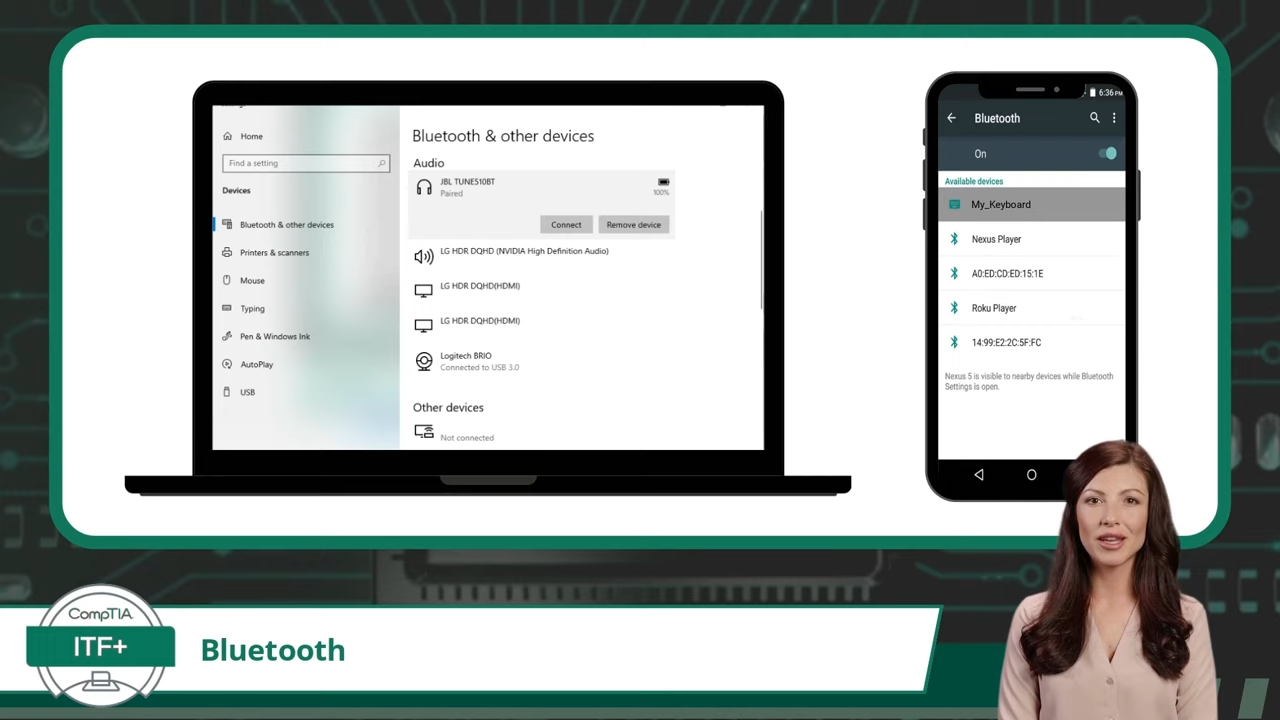 Home
Find a setting
Devices
Bluetooth & other devices
Printers & scanners
Mouse
Typing
Pen & Windows Ink
AutoPlay
USB
Bluetooth & other devices
Audio
JBL TUNE510BT
Paired
100%
Connect
Remove device
LG HDR DQHD (NVIDIA High Definition Audio)
LG HDR DQHD(HDMI)
LG HDR DQHD(HDMI)
Logitech BRIO
Connected to USB 3.0
Other devices
Not connected
6:36 PM
Bluetooth
On
Available devices
My_Keyboard
Nexus Player
A0:ED:CD:ED:15:1E
Roku Player
14:99:E2:2C:5F:FC
Nexus 5 is visible to nearby devices while Bluetooth
Settings is open.
CompTIA
ITF+
Bluetooth